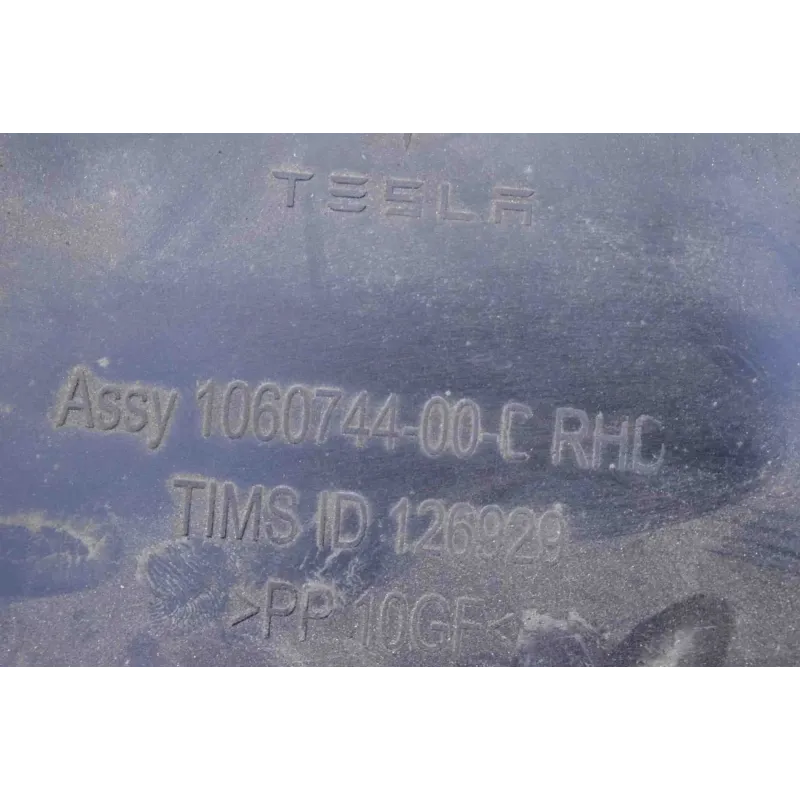 TESLA
Assy 1060744-00-C RHD
TIMS ID 126929
>PP 10GF<